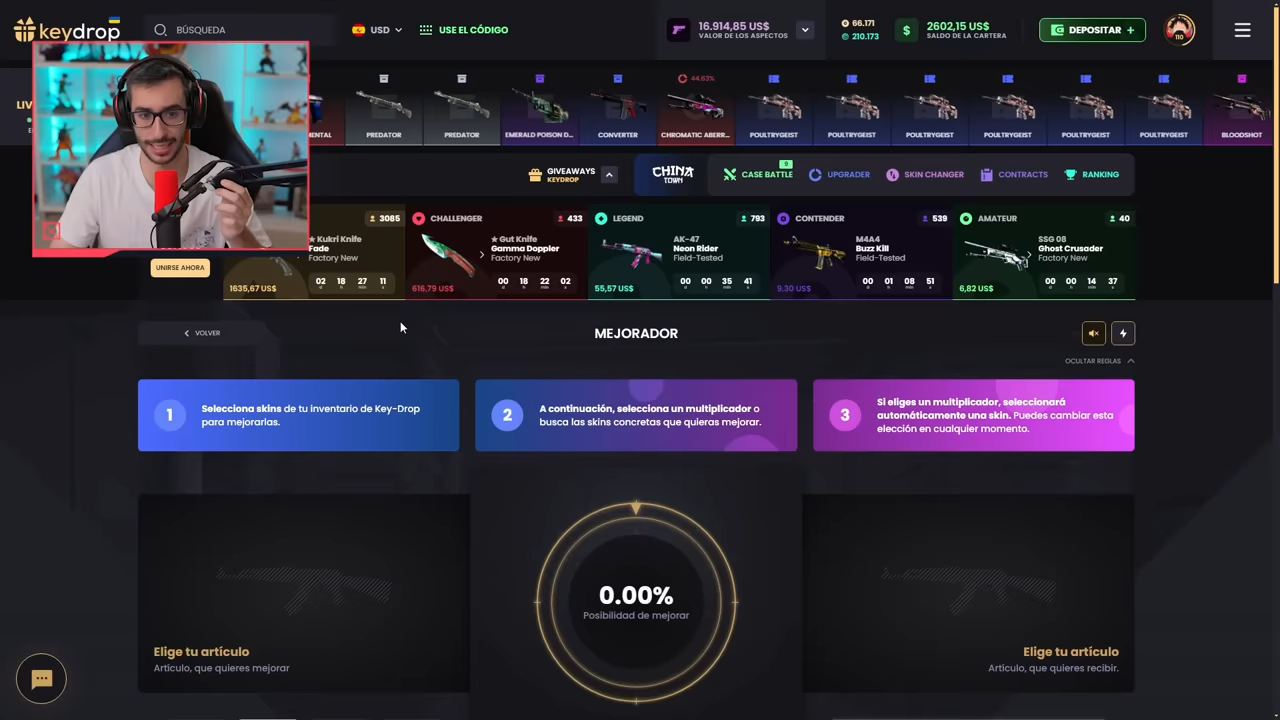 keydrop
BÚSQUEDA
USD
USE EL CÓDIGO
16.914,85 US$
VALOR DE LOS ASPECTOS
66.171
210.173
$
2602,15 US$
SALDO DE LA CARTERA
DEPOSITAR +
110
LIV
44.63%
PREDATOR
PREDATOR
EMERALD POISON D...
CONVERTER
CHROMATIC ABERR...
POULTRYGEIST
POULTRYGEIST
POULTRYGEIST
POULTRYGEIST
POULTRYGEIST
POULTRYGEIST
BLOODSHOT
GIVEAWAYS
KEYDROP
CHINA
TOWN
CASE BATTLE
9
UPGRADER
SKIN CHANGER
CONTRACTS
RANKING
UNIRSE AHORA
3085
★ Kukri Knife
Fade
Factory New
1635,67 US$
02 18 27 11
CHALLENGER
433
★ Gut Knife
Gamma Doppler
Factory New
616,79 US$
00 18 22 02
LEGEND
793
AK-47
Neon Rider
Field-Tested
55,57 US$
00 00 35 41
CONTENDER
539
M4A4
Buzz Kill
Field-Tested
9,30 US$
00 01 08 51
AMATEUR
40
SSG 08
Ghost Crusader
Factory New
6,82 US$
00 00 14 37
VOLVER
MEJORADOR
OCULTAR REGLAS
1
Selecciona skins de tu inventario de Key-Drop
para mejorarlas.
2
A continuación, selecciona un multiplicador o
busca las skins concretas que quieras mejorar.
3
Si eliges un multiplicador, seleccionará
automáticamente una skin. Puedes cambiar esta
elección en cualquier momento.
0.00%
Posibilidad de mejorar
Elige tu artículo
Artículo, que quieres mejorar
Elige tu artículo
Artículo, que quieres recibir.